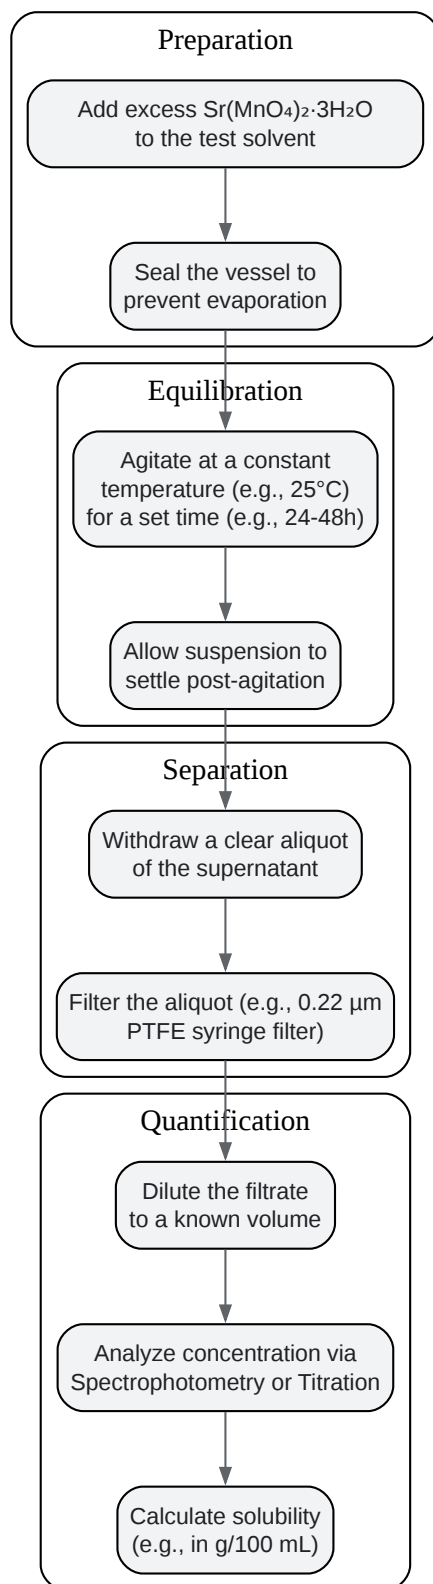 Preparation
Add excess Sr(MnO₄)₂·3H₂O
to the test solvent
Seal the vessel to
prevent evaporation
Equilibration
Agitate at a constant
temperature (e.g., 25°C)
for a set time (e.g., 24-48h)
Allow suspension to
settle post-agitation
Separation
Withdraw a clear aliquot
of the supernatant
Filter the aliquot (e.g., 0.22 µm
PTFE syringe filter)
Quantification
Dilute the filtrate
to a known volume
Analyze concentration via
Spectrophotometry or Titration
Calculate solubility
(e.g., in g/100 mL)